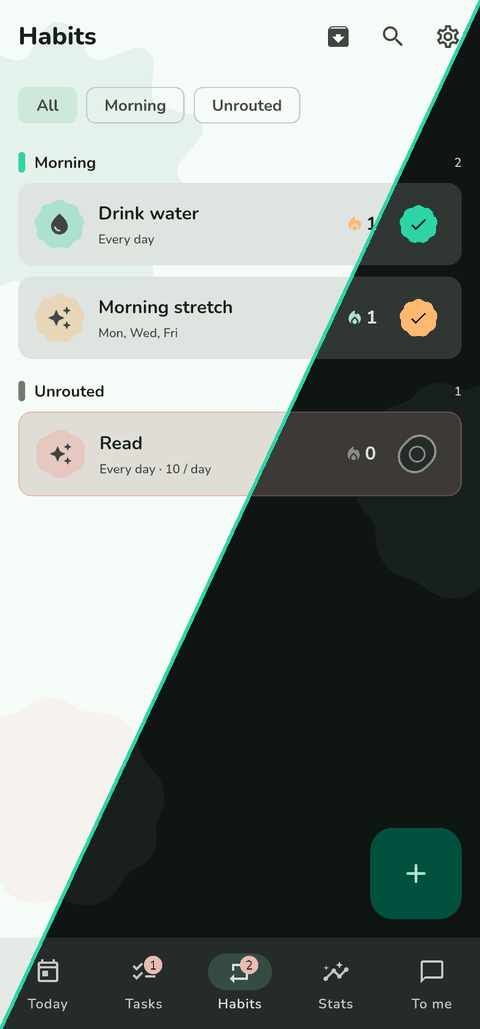 Habits
All
Morning
Unrouted
Morning
2
Drink water
Every day
1
Morning stretch
Mon, Wed, Fri
1
Unrouted
1
Read
Every day · 10 / day
0
1
2
Today
Tasks
Habits
Stats
To me